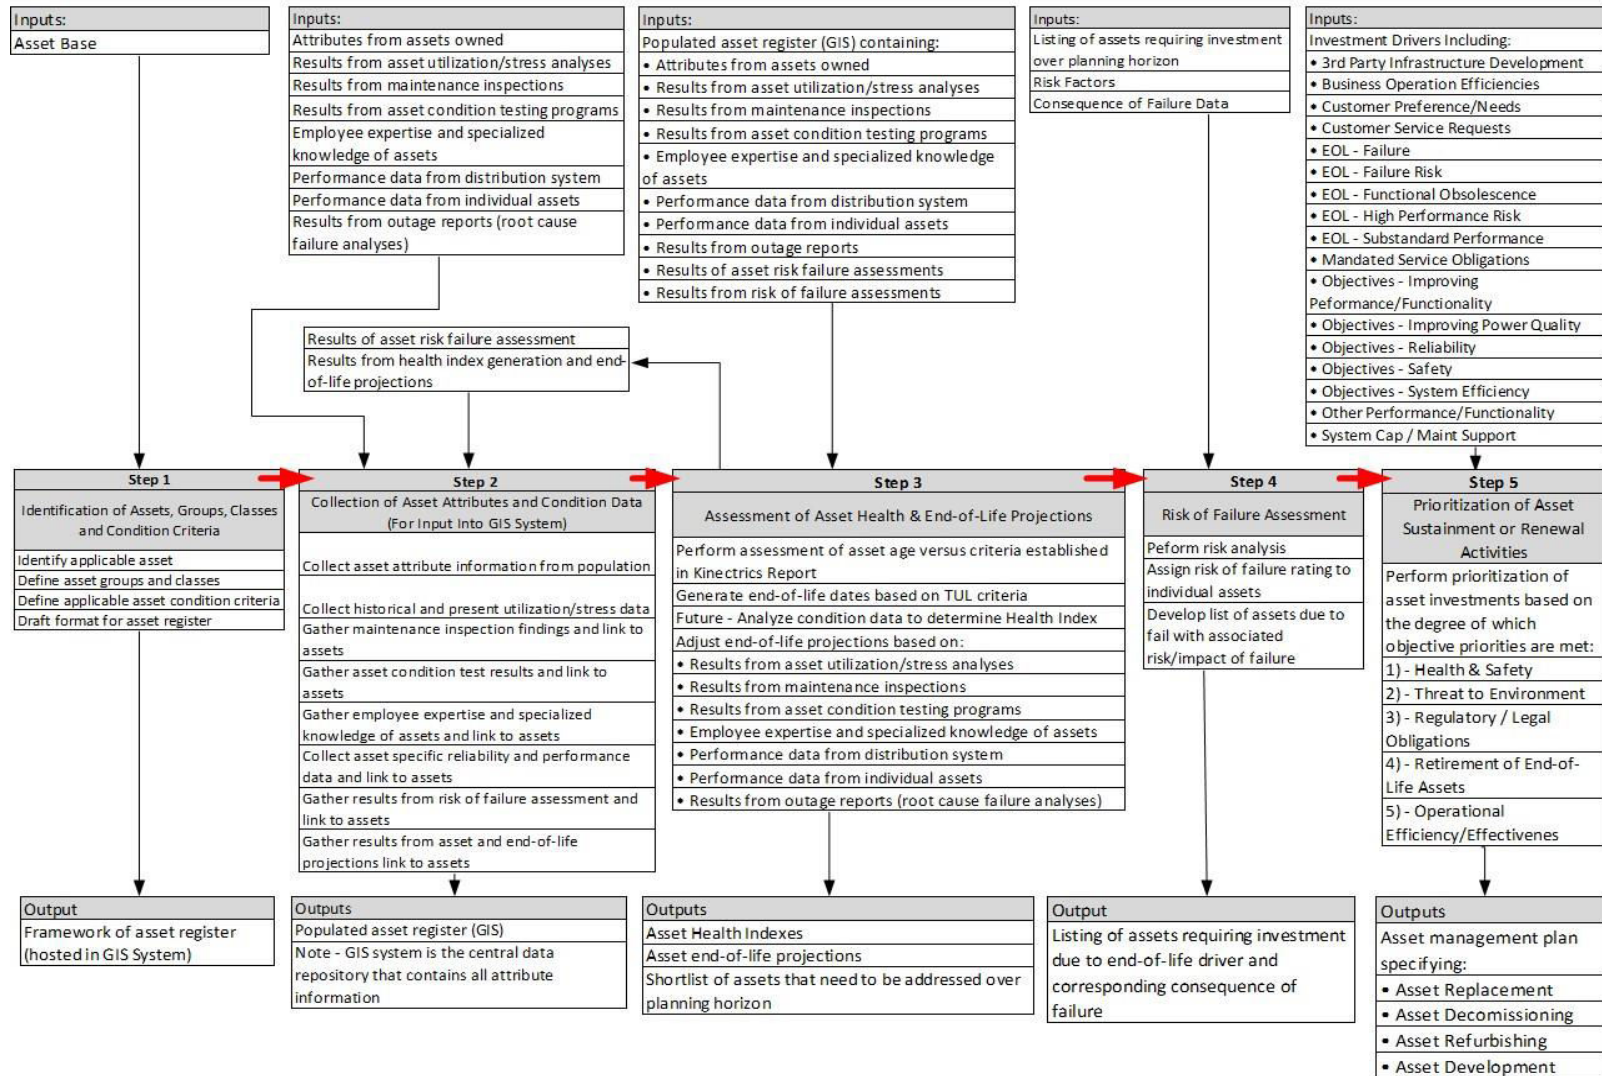 Inputs:
Asset Base
Inputs:
Attributes from assets owned
Results from asset utilization/stress analyses
Results from maintenance inspections
Results from asset condition testing programs
Employee expertise and specialized
knowledge of assets
Performance data from distribution system
Performance data from individual assets
Results from outage reports (root cause
failure analyses)
Inputs:
Populated asset register (GIS) containing:
• Attributes from assets owned
• Results from asset utilization/stress analyses
• Results from maintenance inspections
• Results from asset condition testing programs
• Employee expertise and specialized knowledge
of assets
• Performance data from distribution system
• Performance data from individual assets
• Results from outage reports
• Results of asset risk failure assessments
• Results from risk of failure assessments
Inputs:
Listing of assets requiring investment
over planning horizon
Risk Factors
Consequence of Failure Data
Inputs:
Investment Drivers Including:
• 3rd Party Infrastructure Development
• Business Operation Efficiencies
• Customer Preference/Needs
• Customer Service Requests
• EOL - Failure
• EOL - Failure Risk
• EOL - Functional Obsolescence
• EOL - High Performance Risk
• EOL - Substandard Performance
• Mandated Service Obligations
• Objectives - Improving
Peformance/Functionality
• Objectives - Improving Power Quality
• Objectives - Reliability
• Objectives - Safety
• Objectives - System Efficiency
• Other Performance/Functionality
• System Cap / Maint Support
Results of asset risk failure assessment
Results from health index generation and end-
of-life projections
Step 1
Identification of Assets, Groups, Classes
and Condition Criteria
Identify applicable asset
Define asset groups and classes
Define applicable asset condition criteria
Draft format for asset register
Step 2
Collection of Asset Attributes and Condition Data
(For Input Into GIS System)
Collect asset attribute information from population
Collect historical and present utilization/stress data
Gather maintenance inspection findings and link to
assets
Gather asset condition test results and link to
assets
Gather employee expertise and specialized
knowledge of assets and link to assets
Collect asset specific reliability and performance
data and link to assets
Gather results from risk of failure assessment and
link to assets
Gather results from asset and end-of-life
projections link to assets
Step 3
Assessment of Asset Health & End-of-Life Projections
Perform assessment of asset age versus criteria established
in Kinectrics Report
Generate end-of-life dates based on TUL criteria
Future - Analyze condition data to determine Health Index
Adjust end-of-life projections based on:
• Results from asset utilization/stress analyses
• Results from maintenance inspections
• Results from asset condition testing programs
• Employee expertise and specialized knowledge of assets
• Performance data from distribution system
• Performance data from individual assets
• Results from outage reports (root cause failure analyses)
Step 4
Risk of Failure Assessment
Peform risk analysis
Assign risk of failure rating to
individual assets
Develop list of assets due to
fail with associated
risk/impact of failure
Step 5
Prioritization of Asset
Sustainment or Renewal
Activities
Perform prioritization of
asset investments based on
the degree of which
objective priorities are met:
1) - Health & Safety
2) - Threat to Environment
3) - Regulatory / Legal
Obligations
4) - Retirement of End-of-
Life Assets
5) - Operational
Efficiency/Effectivenes
Output
Framework of asset register
(hosted in GIS System)
Outputs
Populated asset register (GIS)
Note - GIS system is the central data
repository that contains all attribute
information
Outputs
Asset Health Indexes
Asset end-of-life projections
Shortlist of assets that need to be addressed over
planning horizon
Output
Listing of assets requiring investment
due to end-of-life driver and
corresponding consequence of
failure
Outputs
Asset management plan
specifying:
• Asset Replacement
• Asset Decomissioning
• Asset Refurbishing
• Asset Development